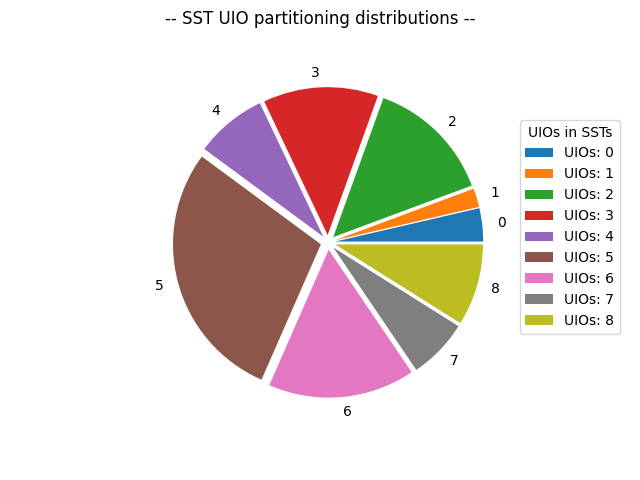 -- SST UIO partitioning distributions --
3
4
2
1
0
5
8
7
6
UIOs in SSTs
UIOs: 0
UIOs: 1
UIOs: 2
UIOs: 3
UIOs: 4
UIOs: 5
UIOs: 6
UIOs: 7
UIOs: 8